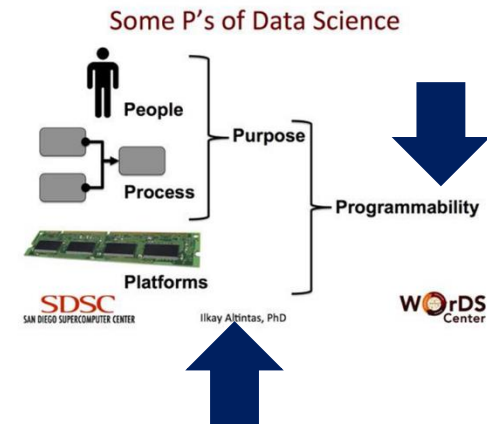 Some P's of Data Science
People
Purpose
Process
Programmability
Platforms
SDSC
SAN DIEGO SUPERCOMPUTER CENTER
Ilkay Altintas, PhD
WOrDS
Center